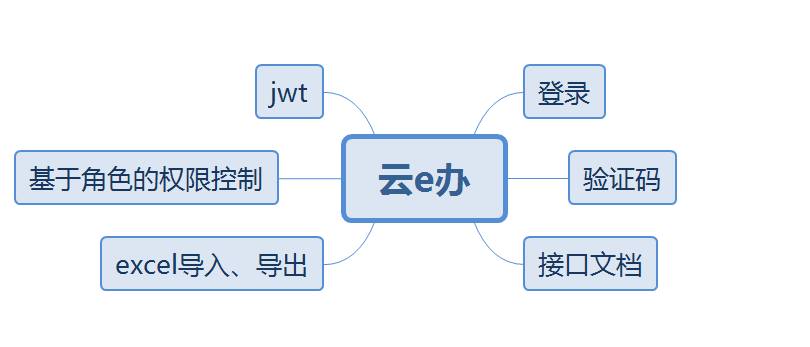 jwt
登录
云e办
基于角色的权限控制
验证码
excel导入、导出
接口文档